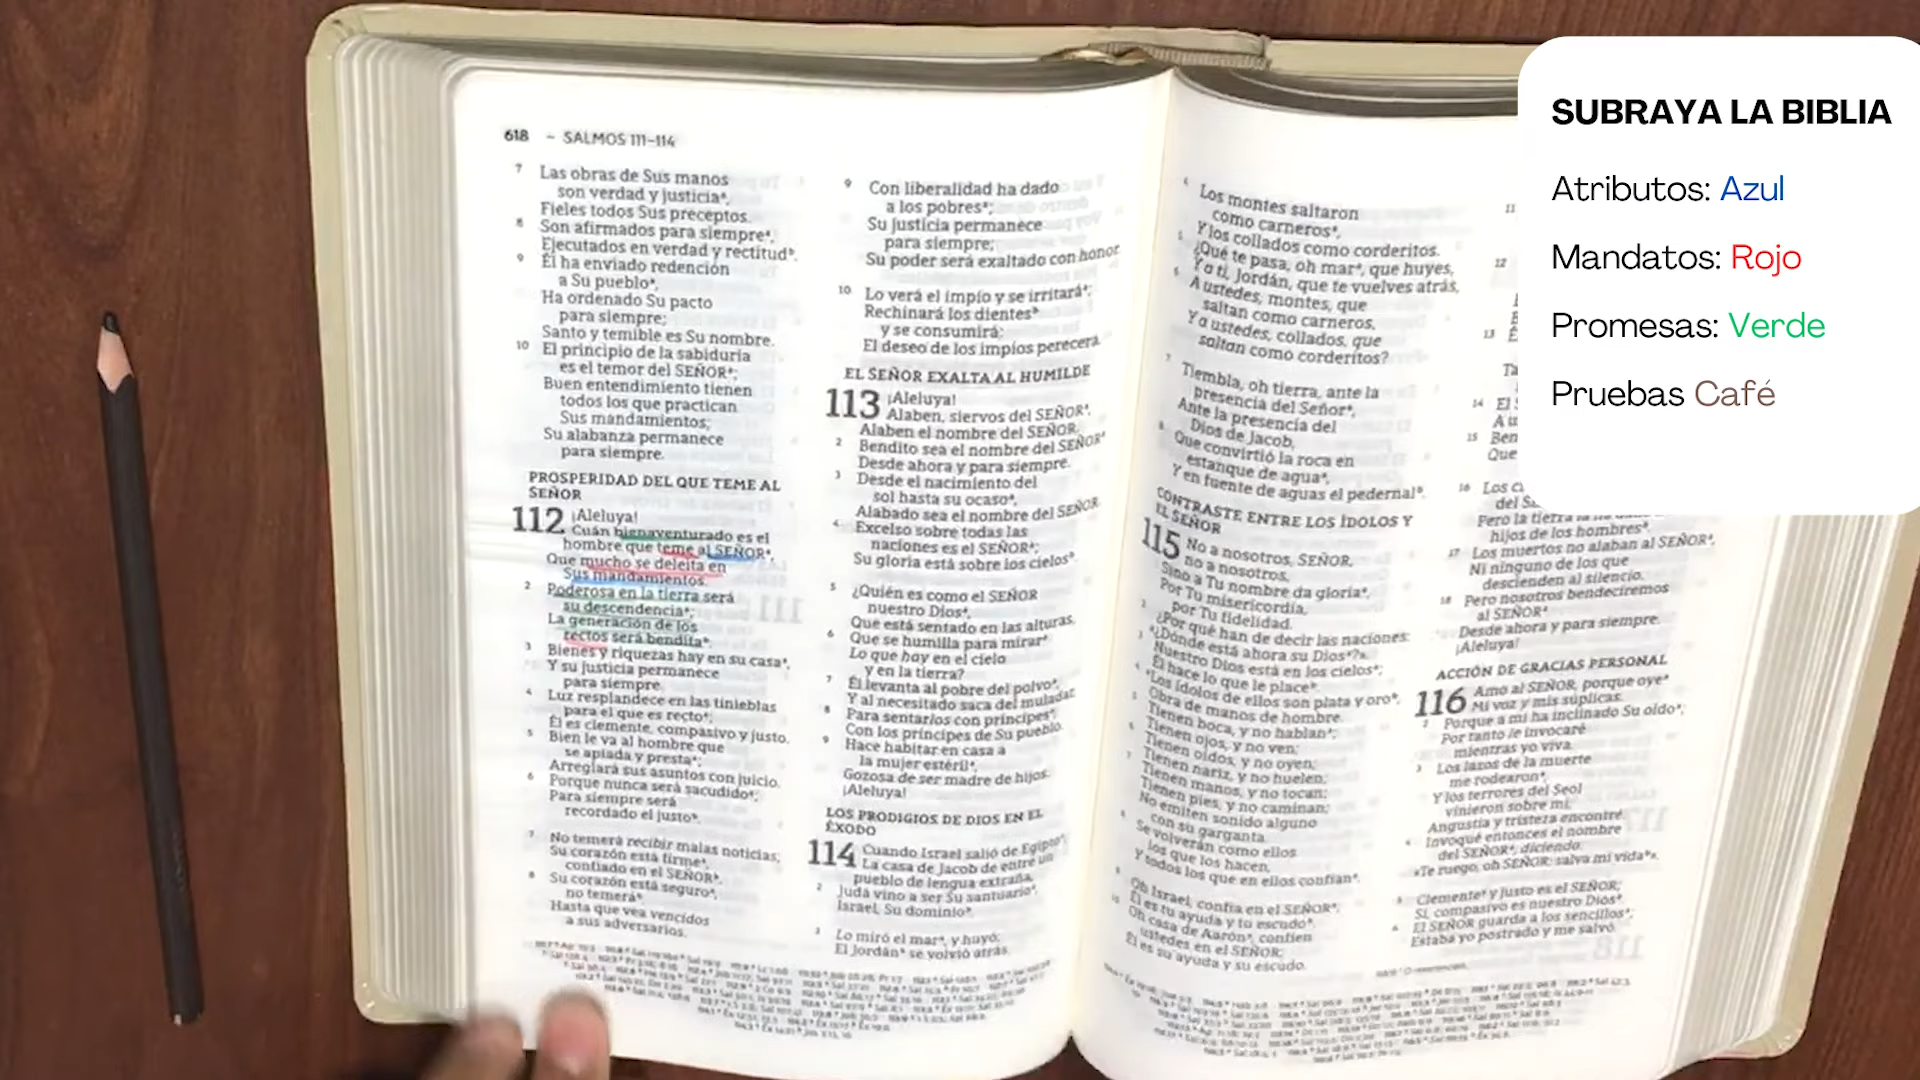 618 - SALMOS 111-114
7 Las obras de Sus manos
son verdad y justicia,
Fieles todos Sus preceptos.
8 Son afirmados para siempre,
Ejecutados en verdad y rectitud.
9 Él ha enviado redención
a Su pueblo,
Ha ordenado Su pacto
para siempre;
Santo y temible es Su nombre.
10 El principio de la sabiduría
es el temor del SEÑOR;
Buen entendimiento tienen
todos los que practican
Sus mandamientos;
Su alabanza permanece
para siempre.
PROSPERIDAD DEL QUE TEME AL
SEÑOR
112 ¡Aleluya!
Cuán bienaventurado es el
hombre que teme al SEÑOR,
Que mucho se deleita en
Sus mandamientos.
2 Poderosa en la tierra será
su descendencia;
La generación de los
rectos será bendita.
3 Bienes y riquezas hay en su casa,
Y su justicia permanece
para siempre.
4 Luz resplandece en las tinieblas
para el que es recto;
Él es clemente, compasivo y justo.
5 Bien le va al hombre que
se apiada y presta;
Arreglará sus asuntos con juicio.
6 Porque nunca será sacudido;
Para siempre será
recordado el justo.
7 No temerá recibir malas noticias;
Su corazón está firme,
confiado en el SEÑOR.
8 Su corazón está seguro,
no temerá,
Hasta que vea vencidos
a sus adversarios.
9 Con liberalidad ha dado
a los pobres;
Su justicia permanece
para siempre;
Su poder será exaltado con honor.
10 Lo verá el impío y se irritará;
Rechinará los dientes
y se consumirá;
El deseo de los impíos perecerá.
EL SEÑOR EXALTA AL HUMILDE
113 ¡Aleluya!
Alaben, siervos del SEÑOR,
Alaben el nombre del SEÑOR.
2 Bendito sea el nombre del SEÑOR
Desde ahora y para siempre.
3 Desde el nacimiento del
sol hasta su ocaso,
Alabado sea el nombre del SEÑOR.
4 Excelso sobre todas las
naciones es el SEÑOR;
Su gloria está sobre los cielos.
5 ¿Quién es como el SEÑOR
nuestro Dios,
Que está sentado en las alturas,
6 Que se humilla para mirar
Lo que hay en el cielo
y en la tierra?
7 Él levanta al pobre del polvo,
Y al necesitado saca del muladar,
8 Para sentarlos con príncipes,
Con los príncipes de Su pueblo.
9 Hace habitar en casa a
la mujer estéril,
Gozosa de ser madre de hijos.
¡Aleluya!
LOS PRODIGIOS DE DIOS EN EL
ÉXODO
114 Cuando Israel salió de Egipto,
La casa de Jacob de entre un
pueblo de lengua extraña,
2 Judá vino a ser Su santuario,
Israel, Su dominio.
3 Lo miró el mar, y huyó;
El Jordán se volvió atrás.
4 Los montes saltaron
como carneros,
Y los collados como corderitos.
5 ¿Qué te pasa, oh mar, que huyes,
Y a ti, Jordán, que te vuelves atrás,
6 A ustedes, montes, que
saltan como carneros,
Y a ustedes, collados, que
saltan como corderitos?
7 Tiembla, oh tierra, ante la
presencia del Señor,
Ante la presencia del
Dios de Jacob,
8 Que convirtió la roca en
estanque de agua,
Y en fuente de aguas el pedernal.
CONTRASTE ENTRE LOS ÍDOLOS Y
EL SEÑOR
115 No a nosotros, SEÑOR,
no a nosotros,
Sino a Tu nombre da gloria,
Por Tu misericordia,
por Tu fidelidad.
2 ¿Por qué han de decir las naciones:
«¿Dónde está ahora su Dios?».
3 Nuestro Dios está en los cielos;
Él hace lo que le place.
4 Los ídolos de ellos son plata y oro,
Obra de manos de hombre.
5 Tienen boca, y no hablan;
Tienen ojos, y no ven;
6 Tienen oídos, y no oyen;
Tienen nariz, y no huelen;
7 Tienen manos, y no tocan;
Tienen pies, y no caminan;
No emiten sonido alguno
con su garganta.
8 Se volverán como ellos
los que los hacen,
Y todos los que en ellos confían.
9 Oh Israel, confía en el SEÑOR;
Él es tu ayuda y tu escudo.
10 Oh casa de Aarón, confíen
ustedes en el SEÑOR;
Él es su ayuda y su escudo.
11
12
13
14 El
15 Ben
Que
16 Los
del
Pero la tierra
hijos de los hombres.
17 Los muertos no alaban al SEÑOR,
Ni ninguno de los que
descienden al silencio.
18 Pero nosotros bendeciremos
al SEÑOR
Desde ahora y para siempre.
¡Aleluya!
ACCIÓN DE GRACIAS PERSONAL
116 Amo al SEÑOR, porque oye
Mi voz y mis súplicas.
2 Porque a mí ha inclinado Su oído;
Por tanto le invocaré
mientras yo viva.
3 Los lazos de la muerte
me rodearon,
Y los terrores del Seol
vinieron sobre mí;
Angustia y tristeza encontré.
4 Invoqué entonces el nombre
del SEÑOR, diciendo:
«Te ruego, oh SEÑOR: salva mi vida».
5 Clemente y justo es el SEÑOR;
Sí, compasivo es nuestro Dios.
6 El SEÑOR guarda a los sencillos;
Estaba yo postrado y me salvó.
SUBRAYA LA BIBLIA
Atributos: Azul
Mandatos: Rojo
Promesas: Verde
Pruebas Café